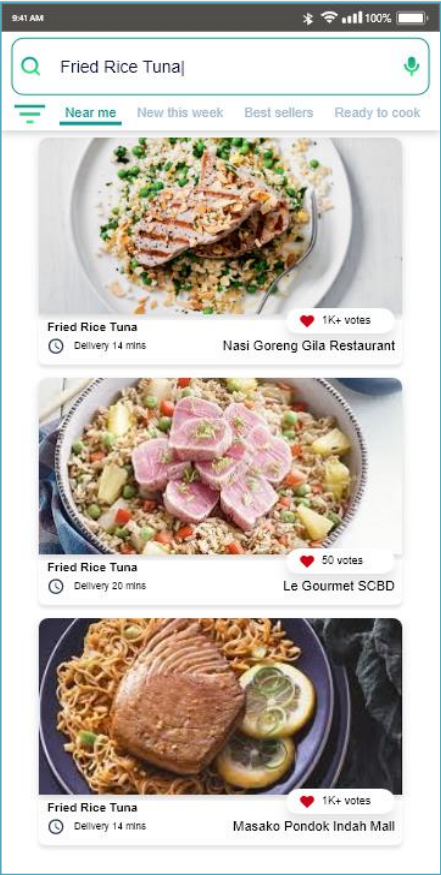 9:41 AM 100%
Fried Rice Tuna
Near me New this week Best sellers Ready to cook
1K+ votes
Fried Rice Tuna
Delivery 14 mins Nasi Goreng Gila Restaurant
50 votes
Fried Rice Tuna
Delivery 20 mins Le Gourmet SCBD
1K+ votes
Fried Rice Tuna
Delivery 14 mins Masako Pondok Indah Mall